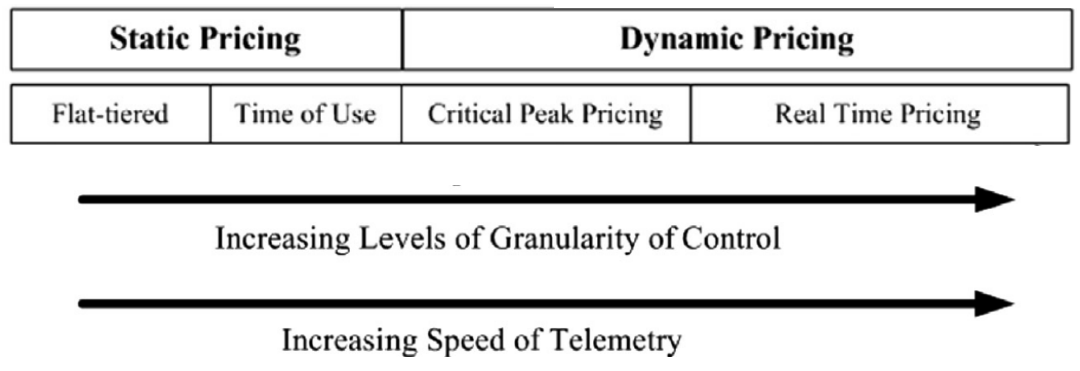 Static Pricing Dynamic Pricing
Flat-tiered Time of Use Critical Peak Pricing Real Time Pricing
Increasing Levels of Granularity of Control
Increasing Speed of Telemetry